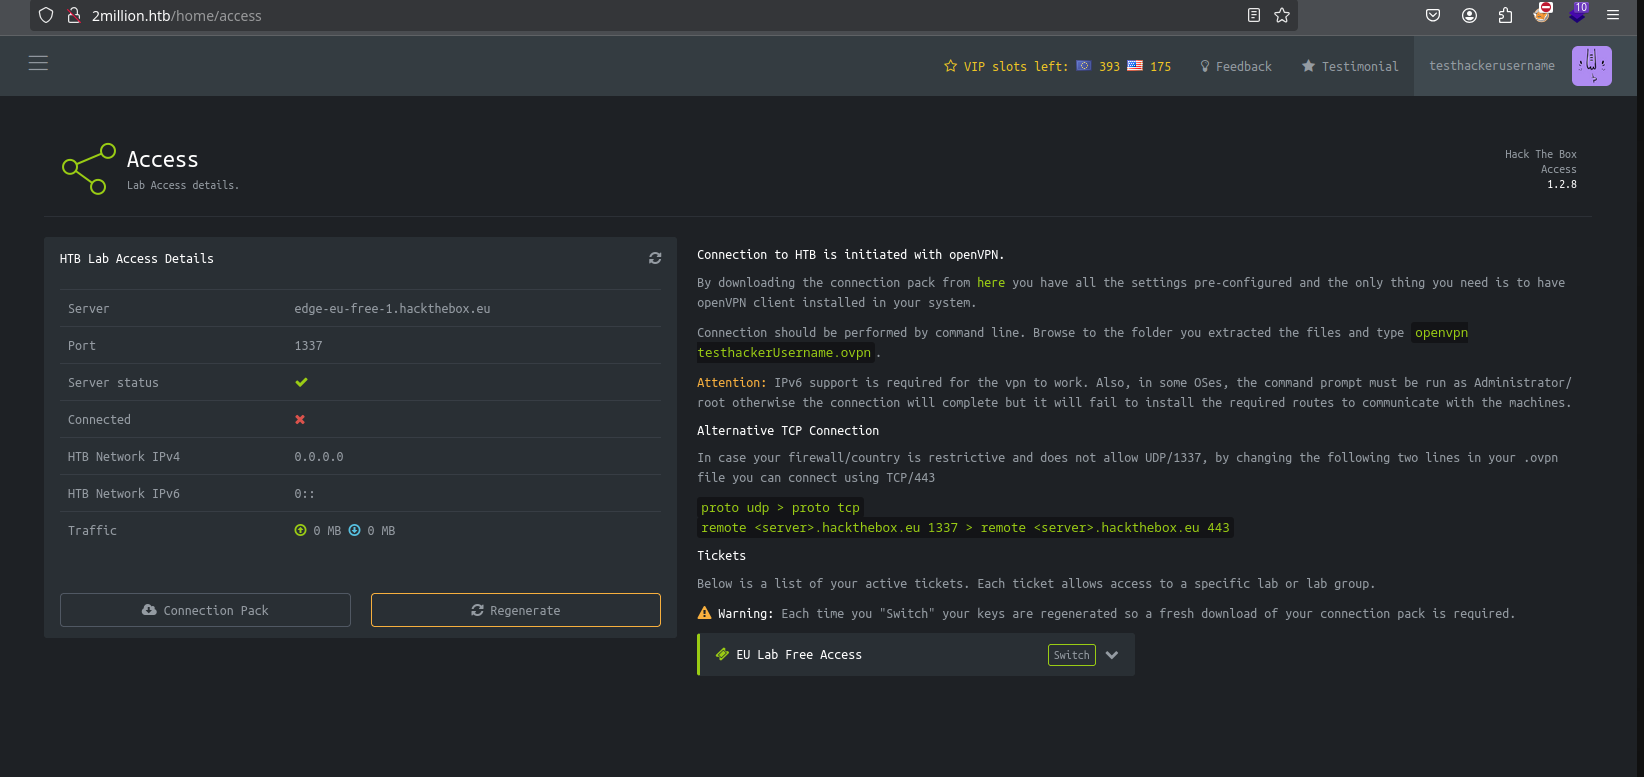 2million.htb/home/access
10
VIP slots left: 393 175
Feedback
Testimonial
testhackerusername
Access
Lab Access details.
Hack The Box
Access
1.2.8
HTB Lab Access Details
Server edge-eu-free-1.hackthebox.eu
Port 1337
Server status
Connected
HTB Network IPv4 0.0.0.0
HTB Network IPv6 0::
Traffic 0 MB 0 MB
Connection Pack
Regenerate
Connection to HTB is initiated with openVPN.
By downloading the connection pack from here you have all the settings pre-configured and the only thing you need is to have
openVPN client installed in your system.
Connection should be performed by command line. Browse to the folder you extracted the files and type openvpn
testhackerUsername.ovpn.
Attention: IPv6 support is required for the vpn to work. Also, in some OSes, the command prompt must be run as Administrator/
root otherwise the connection will complete but it will fail to install the required routes to communicate with the machines.
Alternative TCP Connection
In case your firewall/country is restrictive and does not allow UDP/1337, by changing the following two lines in your .ovpn
file you can connect using TCP/443
proto udp > proto tcp
remote <server>.hackthebox.eu 1337 > remote <server>.hackthebox.eu 443
Tickets
Below is a list of your active tickets. Each ticket allows access to a specific lab or lab group.
Warning: Each time you "Switch" your keys are regenerated so a fresh download of your connection pack is required.
EU Lab Free Access
Switch